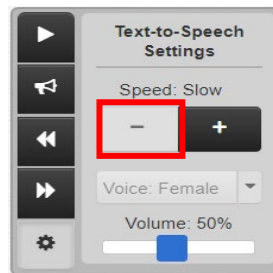 Text-to-Speech
Settings
Speed: Slow
− +
Voice: Female
Volume: 50%